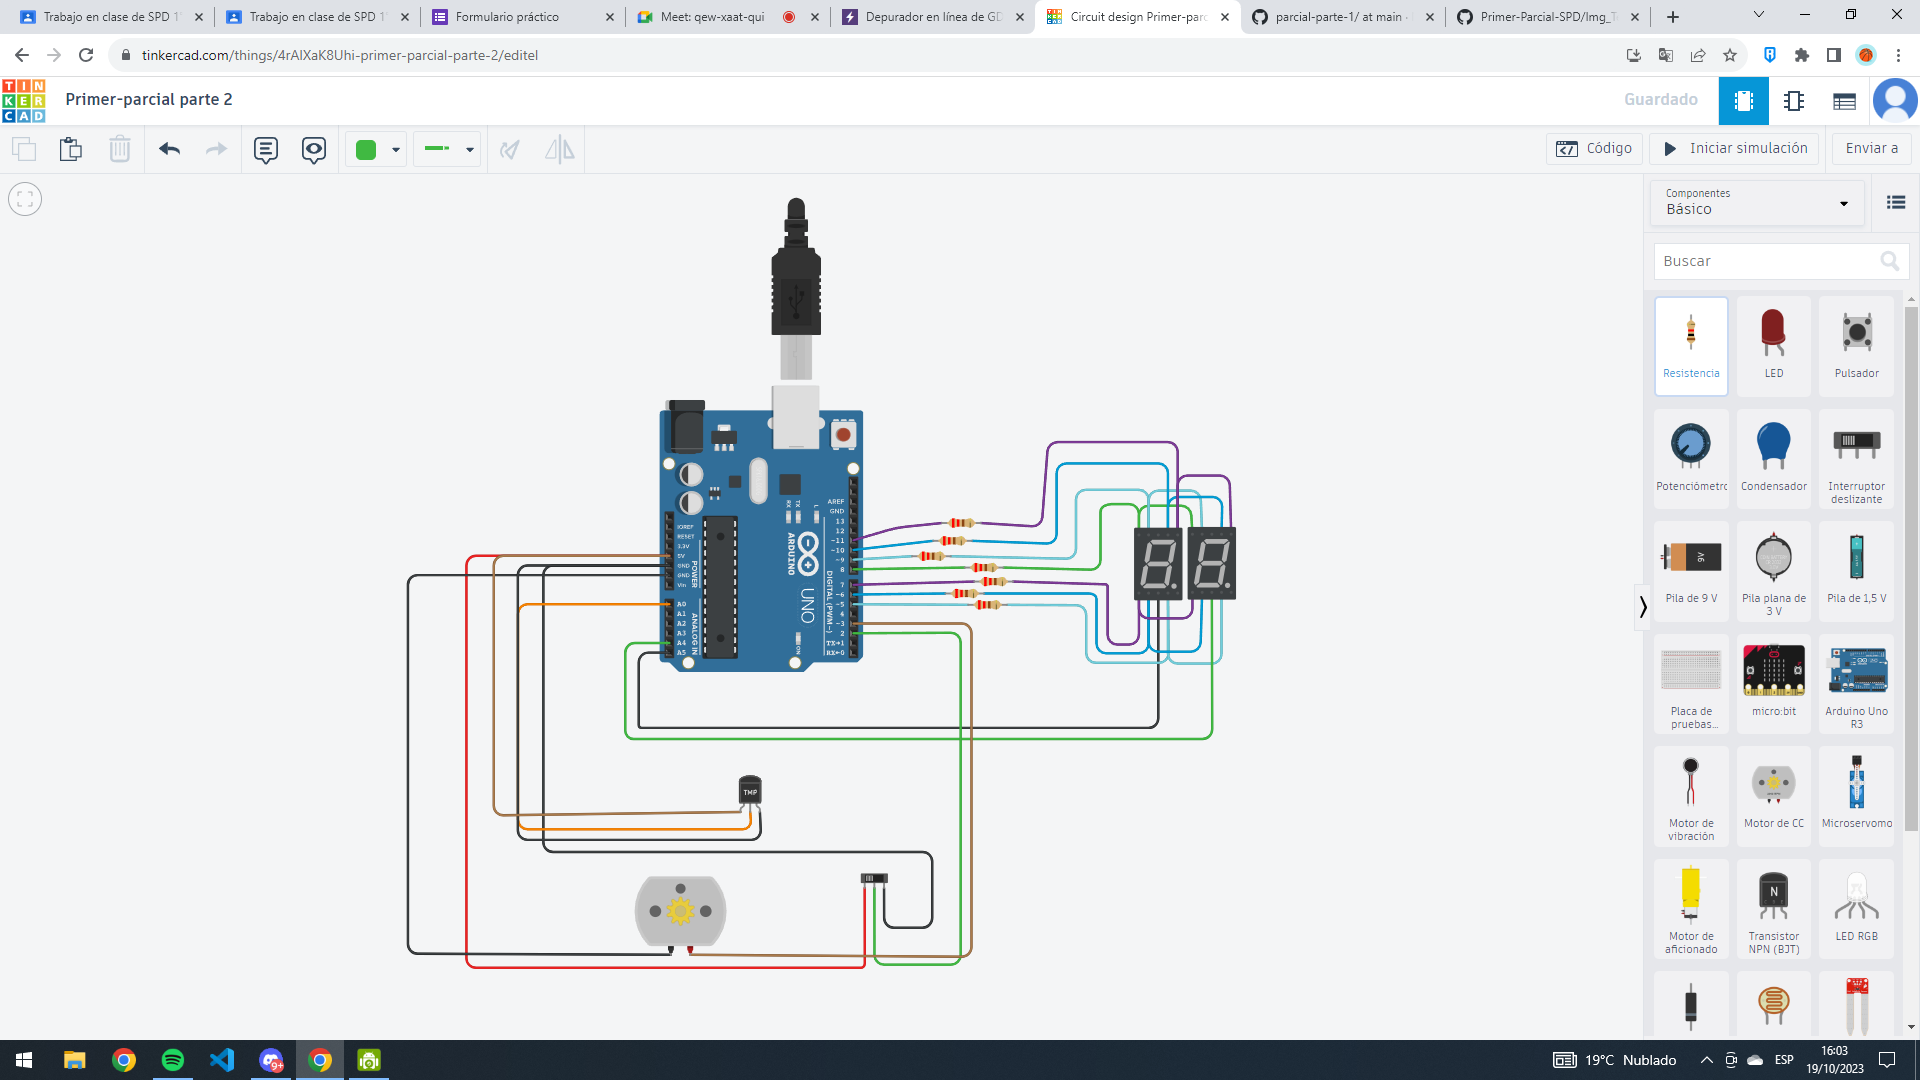 Trabajo en clase de SPD 1°
Trabajo en clase de SPD 1°
Formulario práctico
Meet: qew-xaat-qui
Depurador en línea de GD
Circuit design Primer-parc
parcial-parte-1/ at main ·
Primer-Parcial-SPD/Img_T
tinkercad.com/things/4rAIXaK8Uhi-primer-parcial-parte-2/editel
TIN
KER
CAD
Primer-parcial parte 2
Guardado
Código
Iniciar simulación
Enviar a
Componentes
Básico
Buscar
Resistencia
LED
Pulsador
Potenciómetro
Condensador
Interruptor
deslizante
9V
Pila de 9 V
Pila plana de
3 V
Pila de 1,5 V
Placa de
pruebas...
micro:bit
Arduino Uno
R3
Motor de
vibración
Motor de CC
Microservomo
N
Motor de
aficionado
Transistor
NPN (BJT)
LED RGB
AREF
GND
13
12
~11
~10
~9
8
7
~6
~5
4
~3
2
TX→1
RX←0
DIGITAL (PWM~)
IOREF
RESET
3.3V
5V
GND
GND
Vin
POWER
A0
A1
A2
A3
A4
A5
ANALOG IN
RX
TX
L
ARDUINO
UNO
ON
TMP
9+
19°C Nublado
ESP
16:03
19/10/2023